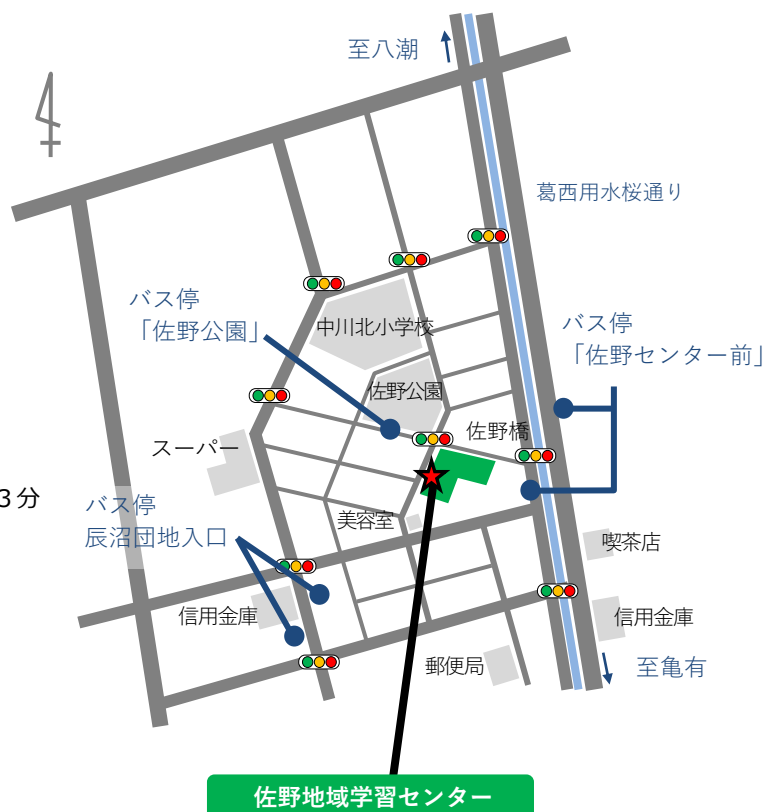 至八潮
葛西用水桜通り
バス停
「佐野公園」
中川北小学校
バス停
「佐野センター前」
佐野公園
佐野橋
スーパー
3分
バス停
辰沼団地入口
美容室
喫茶店
信用金庫
信用金庫
郵便局
至亀有
佐野地域学習センター